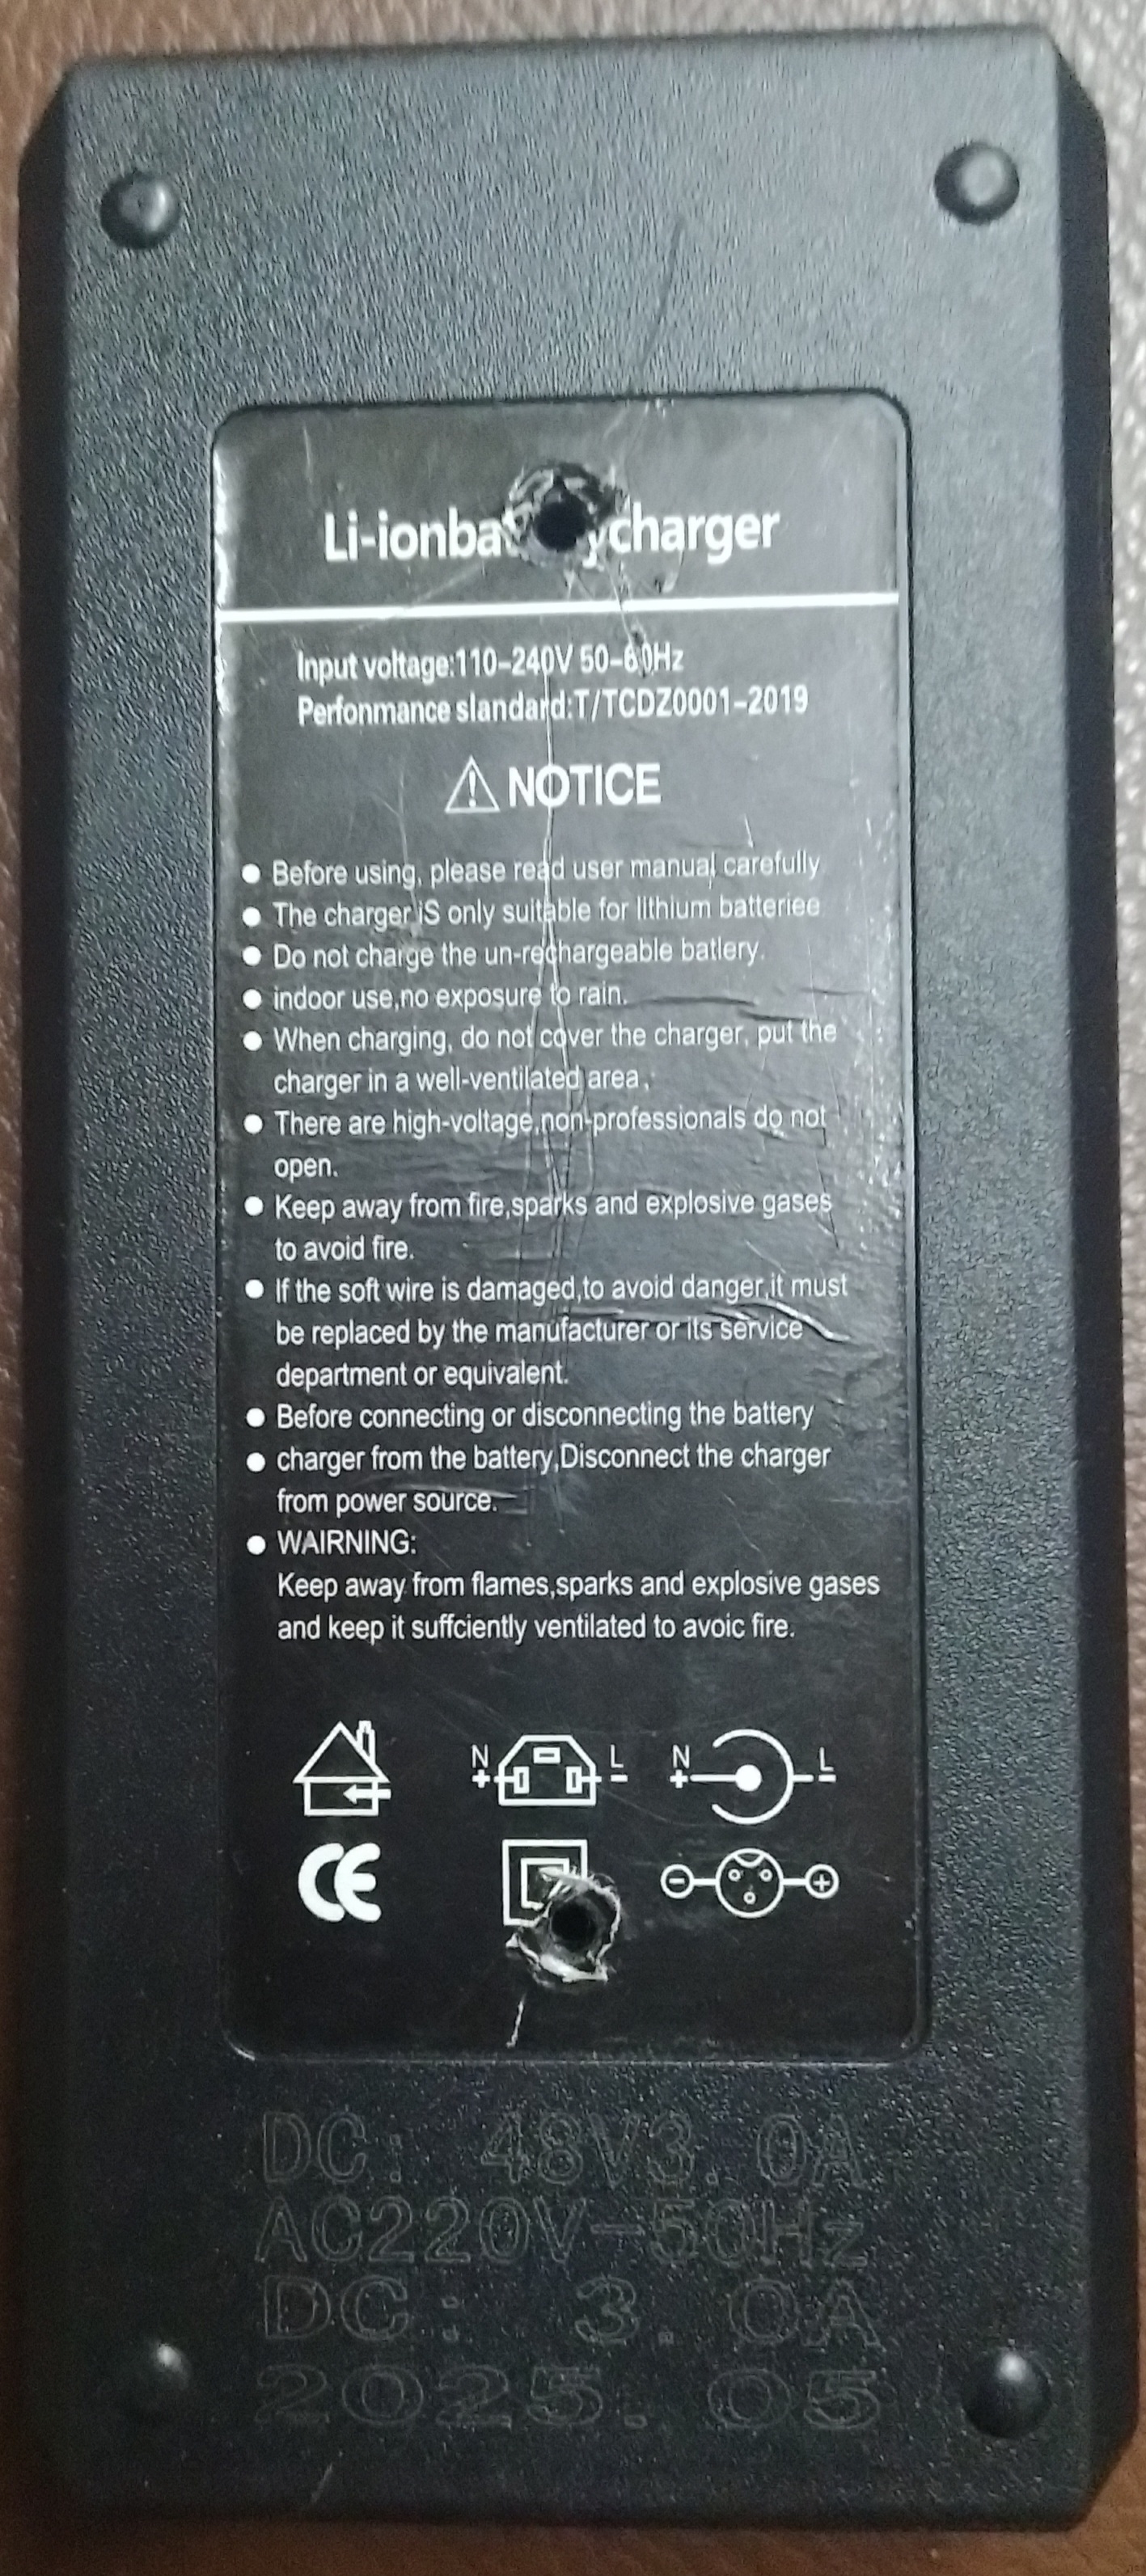 Li-ionba ycharger
Input voltage:110-240V 50-60Hz
Perfonmance slandard:T/TCDZ0001-2019
NOTICE
● Before using, please read user manual carefully
● The charger iS only suitable for lithium batteriee
● Do not charge the un-rechargeable batlery.
● indoor use,no exposure to rain.
● When charging, do not cover the charger, put the
charger in a well-ventilated area,
● There are high-voltage,non-professionals do not
open.
● Keep away from fire,sparks and explosive gases
to avoid fire.
● If the soft wire is damaged,to avoid danger,it must
be replaced by the manufacturer or its service
department or equivalent.
● Before connecting or disconnecting the battery
● charger from the battery,Disconnect the charger
from power source.
● WAIRNING:
Keep away from flames,sparks and explosive gases
and keep it suffciently ventilated to avoic fire.
N L N L
+ - + -
CE - +
DC: 48V3.0A
AC220V-50Hz
DC: 3.0A
2025.05